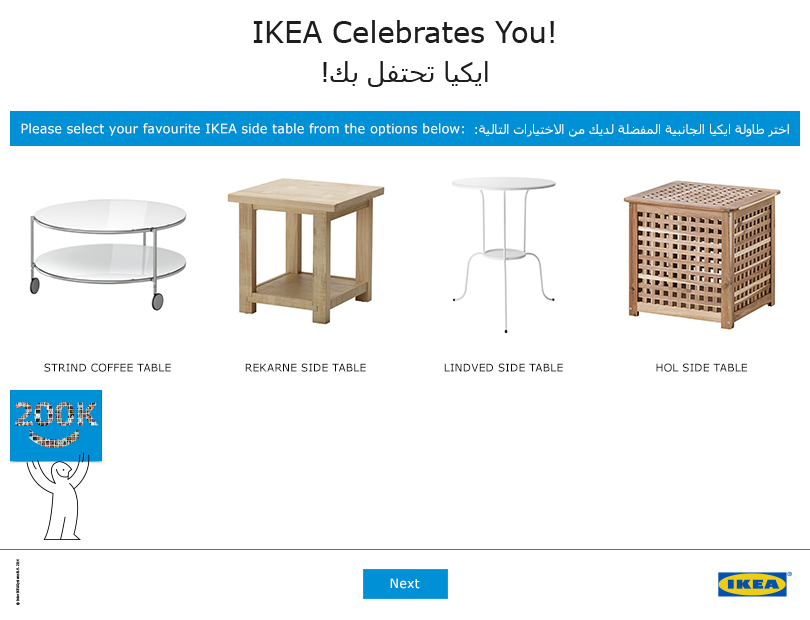 IKEA Celebrates You!
ايكيا تحتفل بك!
Please select your favourite IKEA side table from the options below: اختر طاولة ايكيا الجانبية المفضلة لديك من الاختيارات التالية:
STRIND COFFEE TABLE
REKARNE SIDE TABLE
LINDVED SIDE TABLE
HOL SIDE TABLE
200K
Next
IKEA